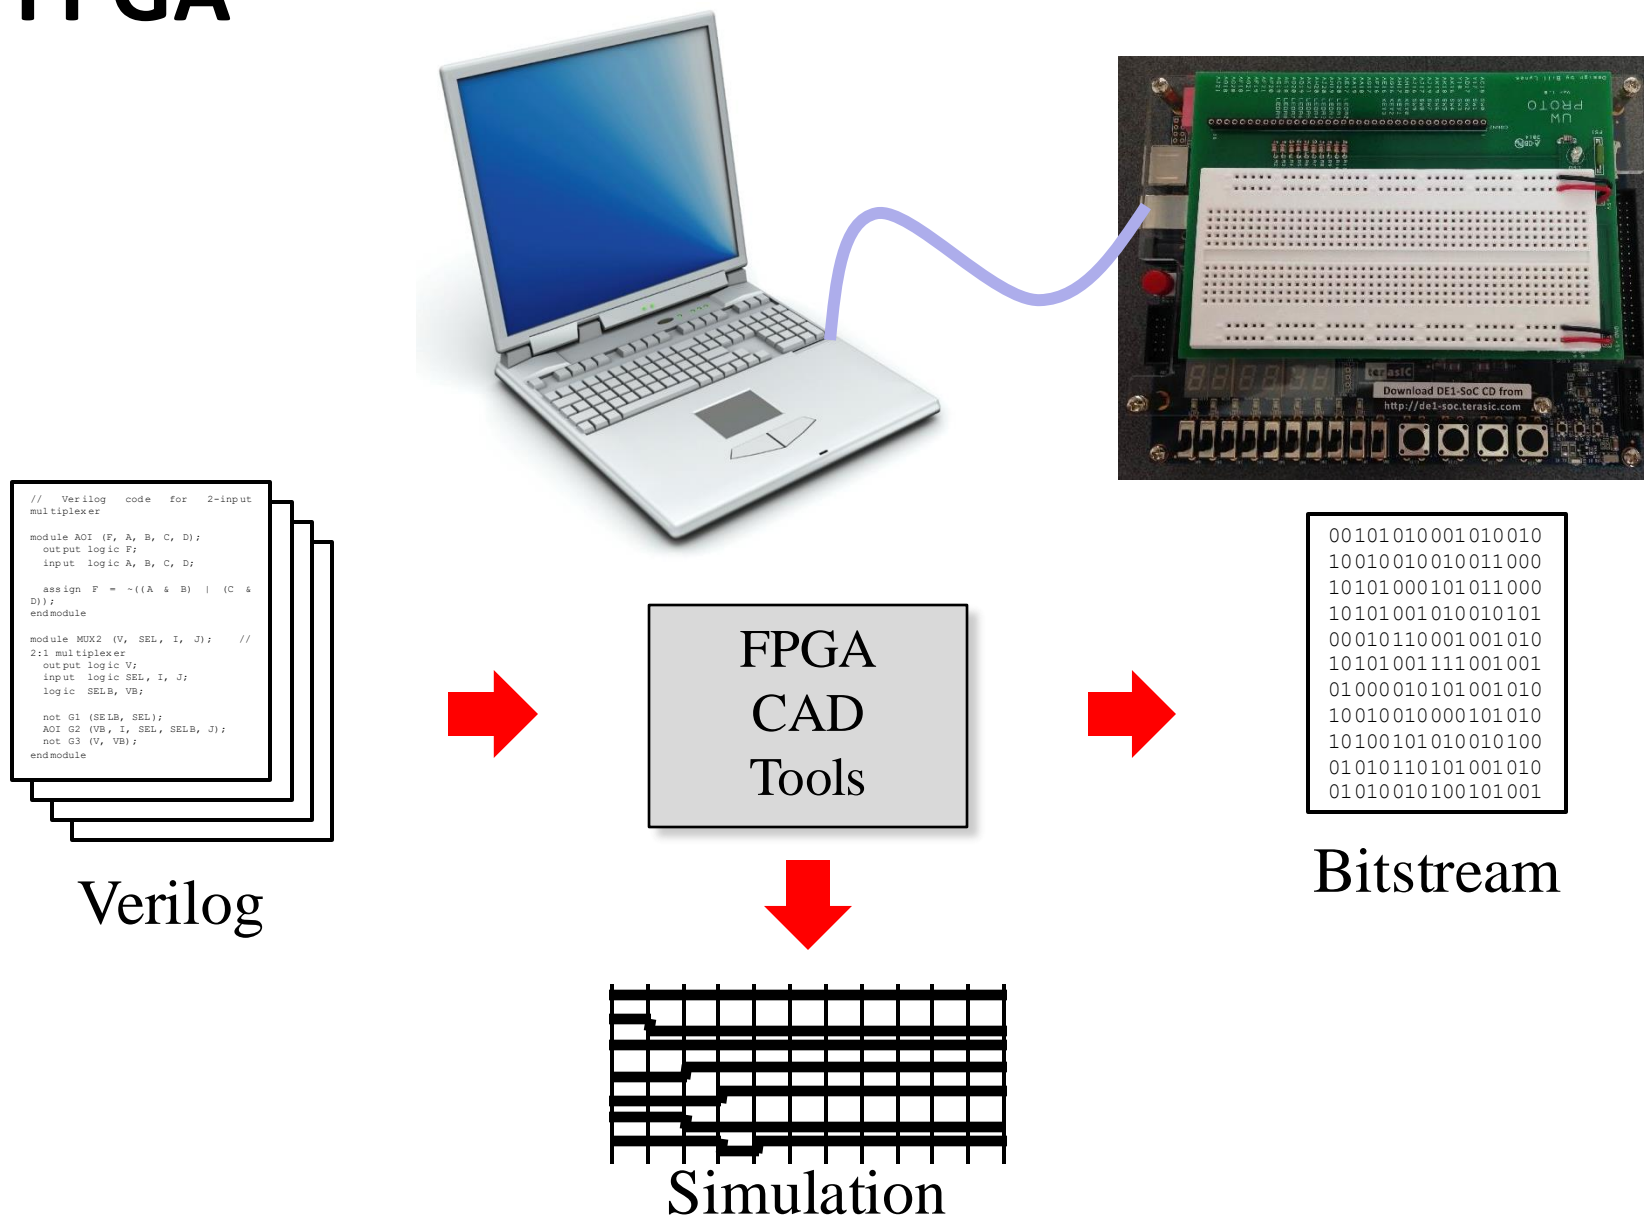 FPGA
Download DE1-SoC CD from
http://de1-soc.terasic.com
terasic
UW
PROTO
// Verilog code for 2-input
multiplexer
module AOI (F, A, B, C, D);
output logic F;
input logic A, B, C, D;
assign F = ~((A & B) | (C &
D));
endmodule
module MUX2 (V, SEL, I, J); //
2:1 multiplexer
output logic V;
input logic SEL, I, J;
logic SELB, VB;
not G1 (SELB, SEL);
AOI G2 (VB, I, SEL, SELB, J);
not G3 (V, VB);
endmodule
Verilog
FPGA
CAD
Tools
00101010001010010
10010010010011000
10101000101011000
10101001010010101
00010110001001010
10101001111001001
01000010101001010
10010010000101010
10100101010010100
01010110101001010
01010010100101001
Bitstream
Simulation